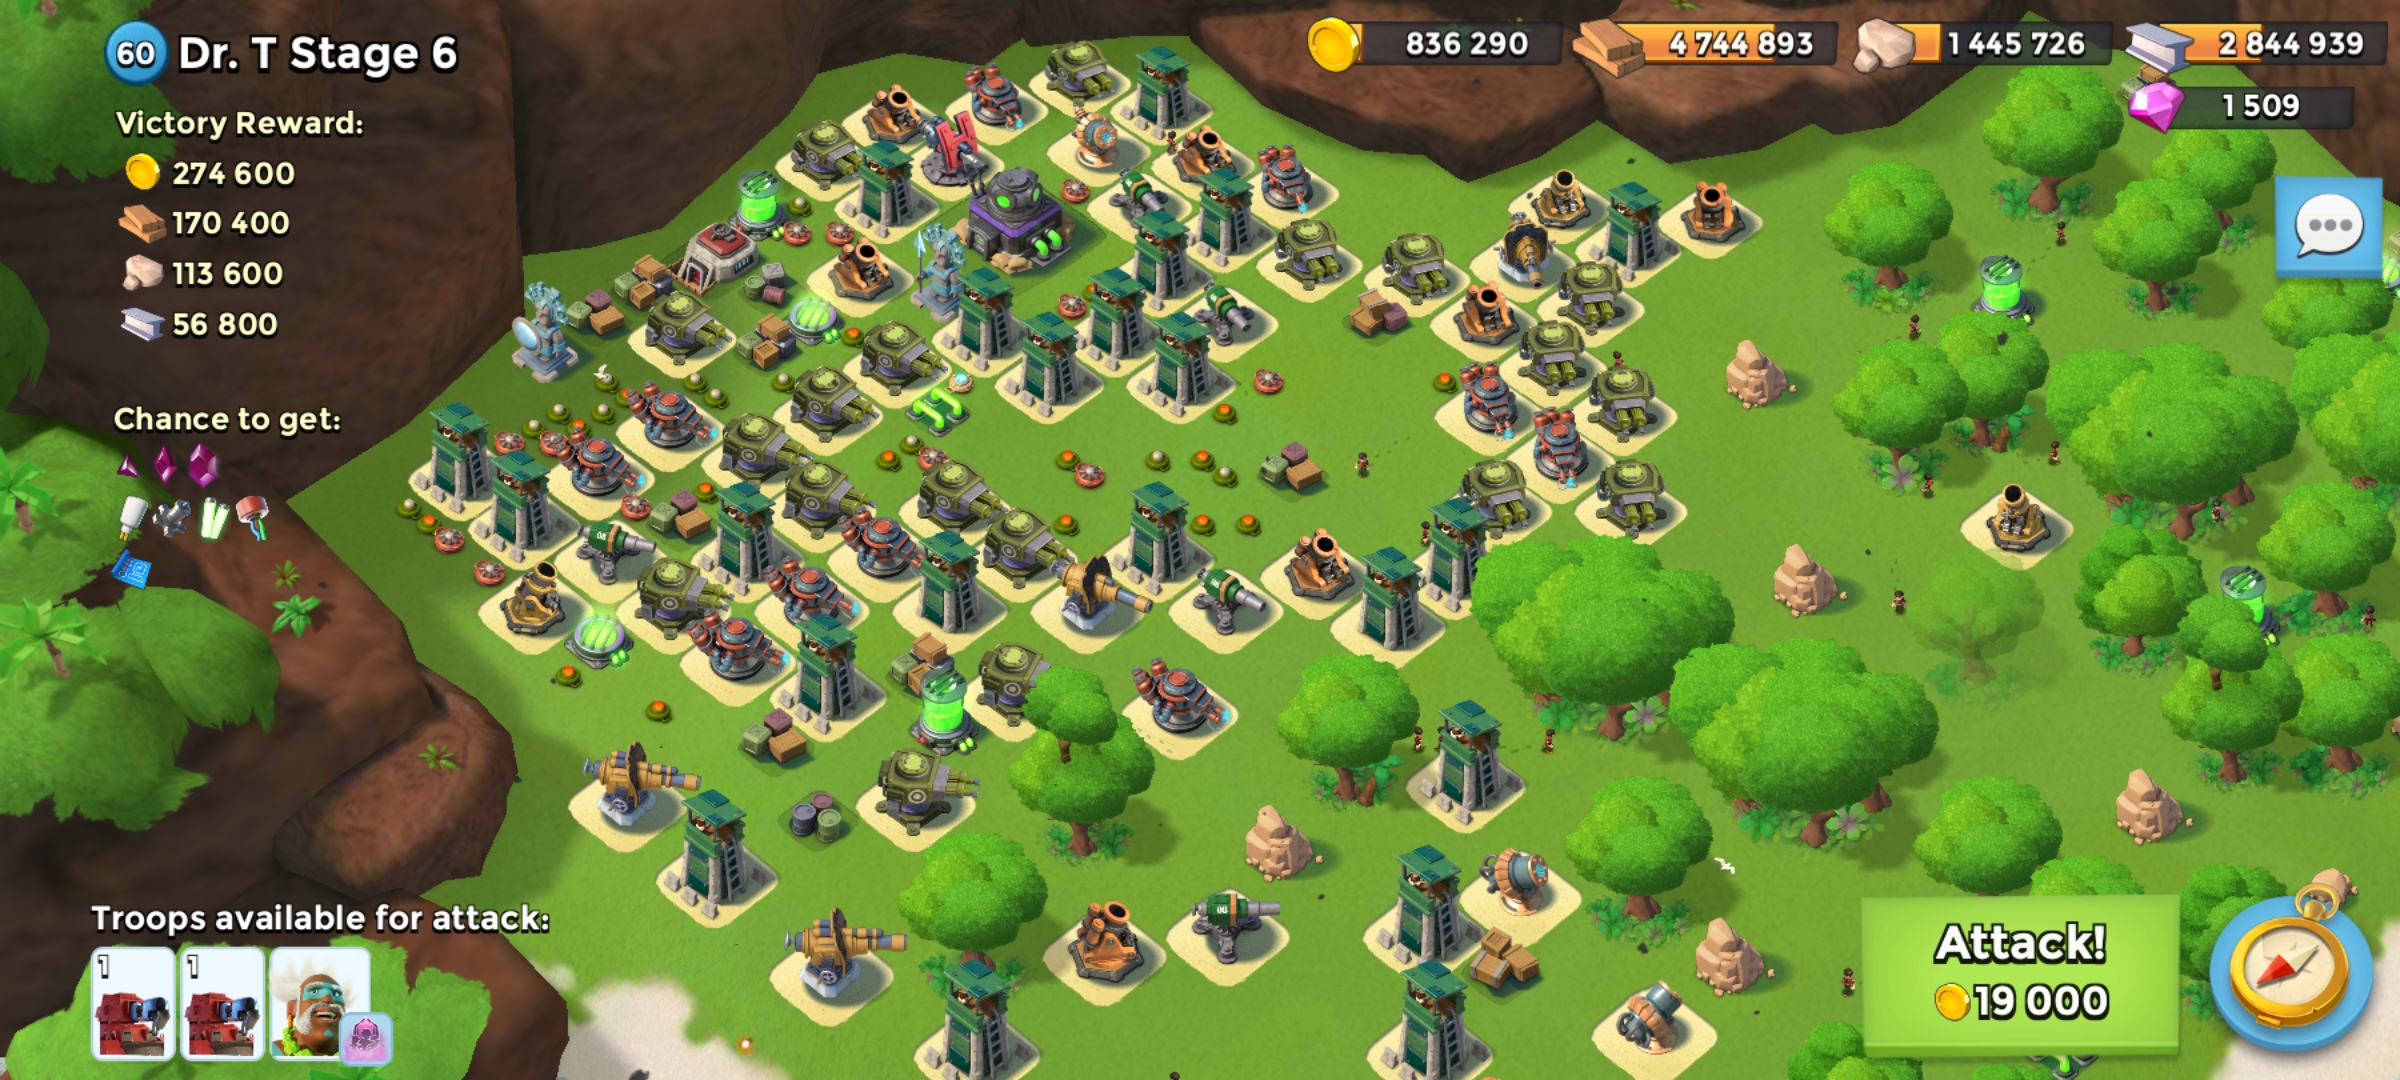 60 Dr. T Stage 6
836 290
4 744 893
1 445 726
2 844 939
1 509
Victory Reward:
274 600
170 400
113 600
56 800
Chance to get:
Troops available for attack:
1
1
Attack!
19 000